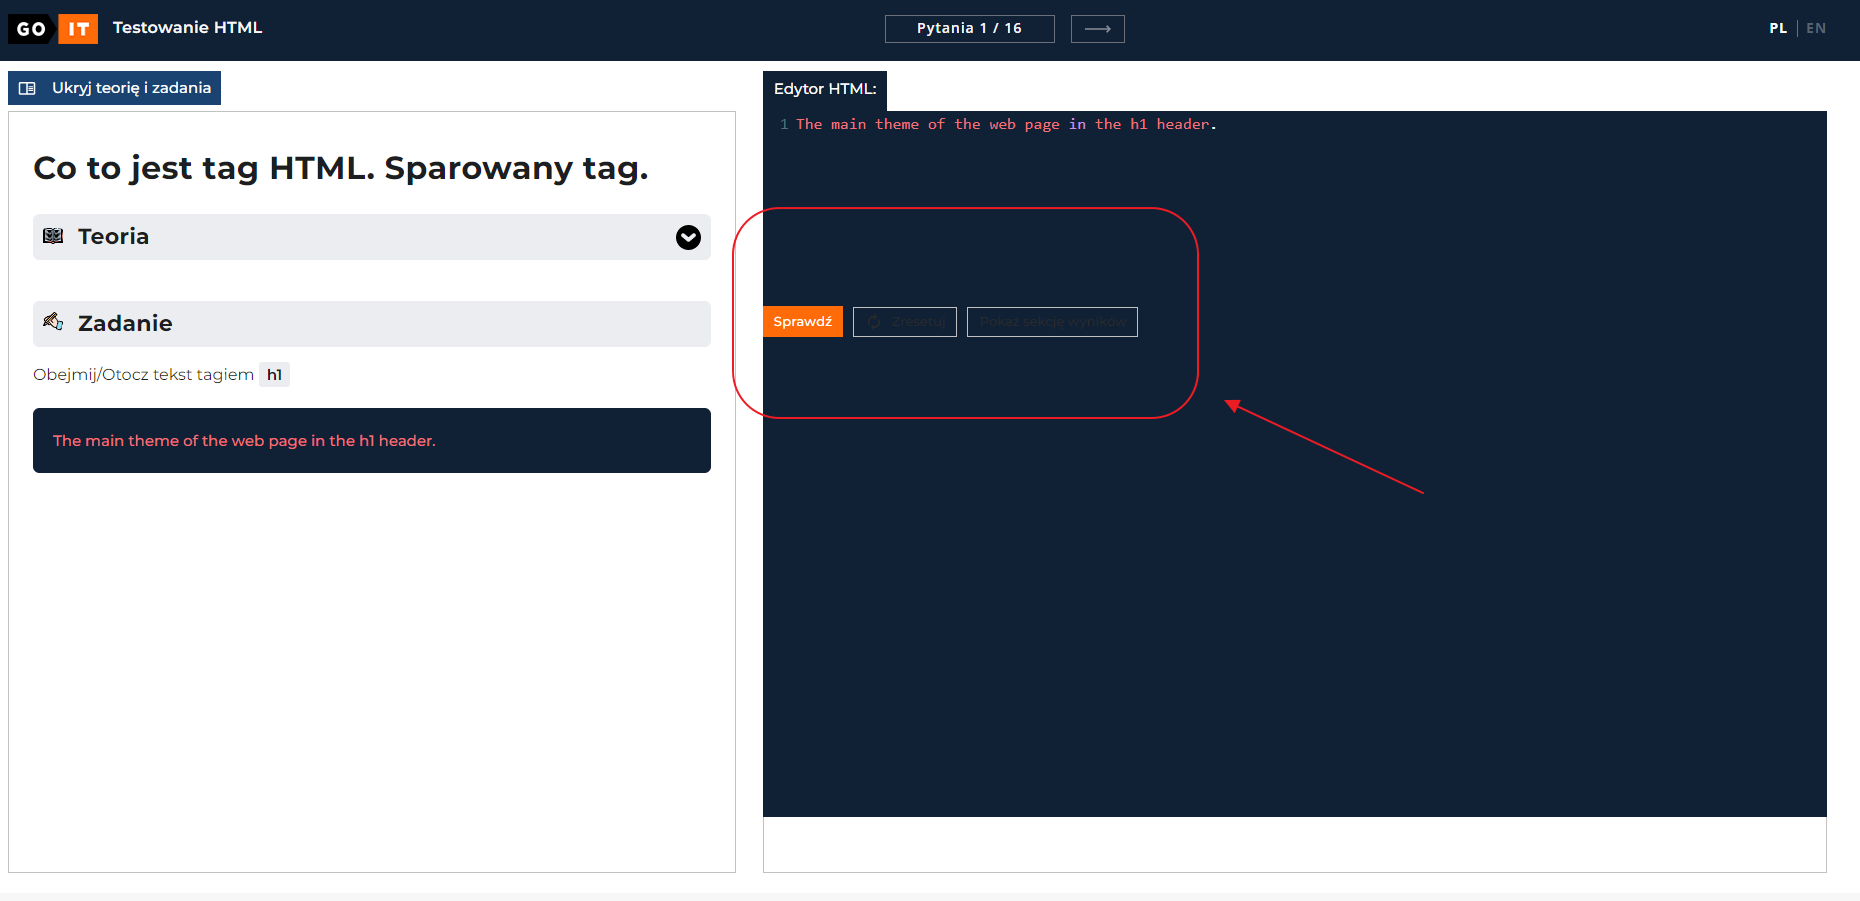 GO IT Testowanie HTML
Pytania 1 / 16
PL EN
Ukryj teorię i zadania
Co to jest tag HTML. Sparowany tag.
Teoria
Zadanie
Obejmij/Otocz tekst tagiem h1
The main theme of the web page in the h1 header.
Edytor HTML:
1 The main theme of the web page in the h1 header.
Sprawdź Zresetuj Pokaż sekcję wyników